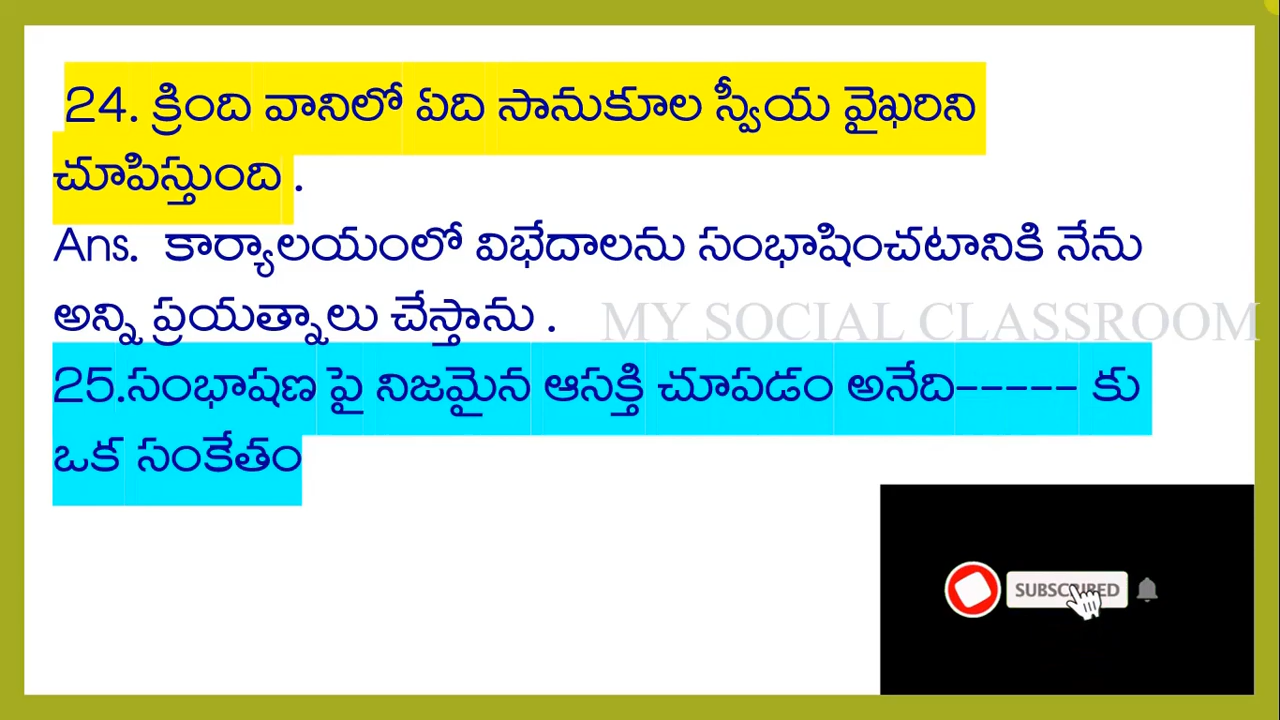 24. క్రింది వానిలో ఏది సానుకూల స్వీయ వైఖరిని
చూపిస్తుంది .
Ans. కార్యాలయంలో విభేదాలను సంభాషించటానికి నేను
అన్ని ప్రయత్నాలు చేస్తాను .
MY SOCIAL CLASSROOM
25.సంభాషణ పై నిజమైన ఆసక్తి చూపడం అనేది----- కు
ఒక సంకేతం
SUBSCRIBED